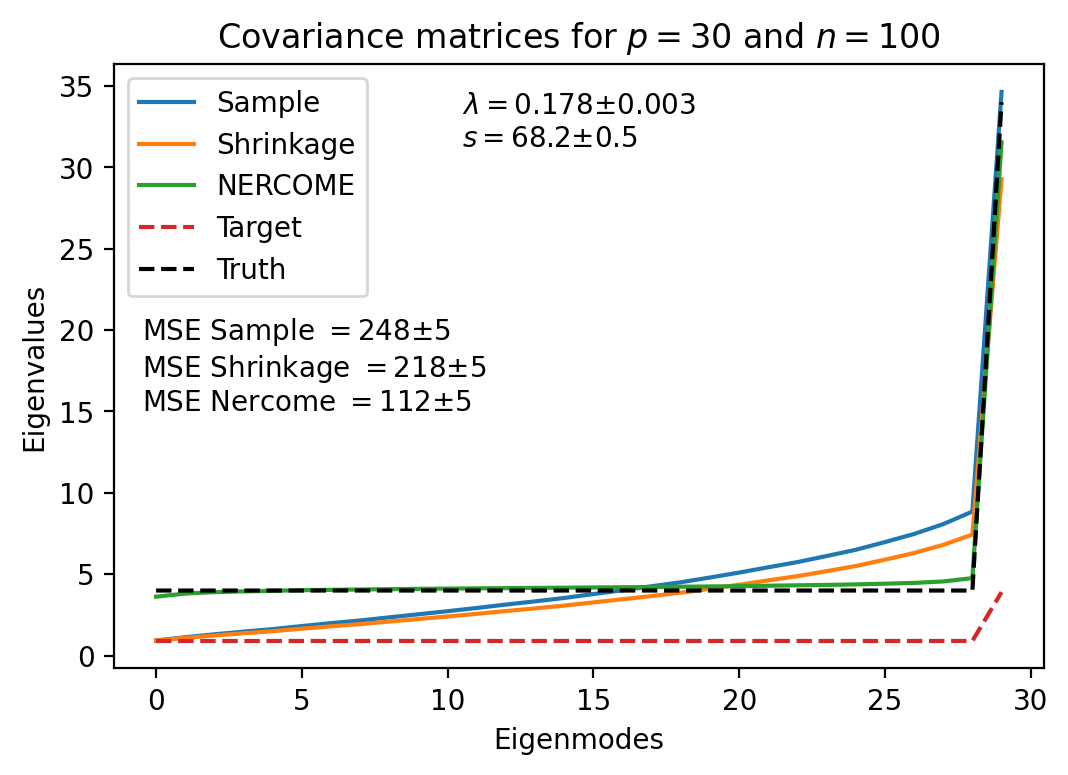 Covariance matrices for p = 30 and n = 100
Sample
Shrinkage
NERCOME
Target
Truth
λ = 0.178±0.003
s = 68.2±0.5
MSE Sample = 248±5
MSE Shrinkage = 218±5
MSE Nercome = 112±5
Eigenvalues
35
30
25
20
15
10
5
0
0 5 10 15 20 25 30
Eigenmodes